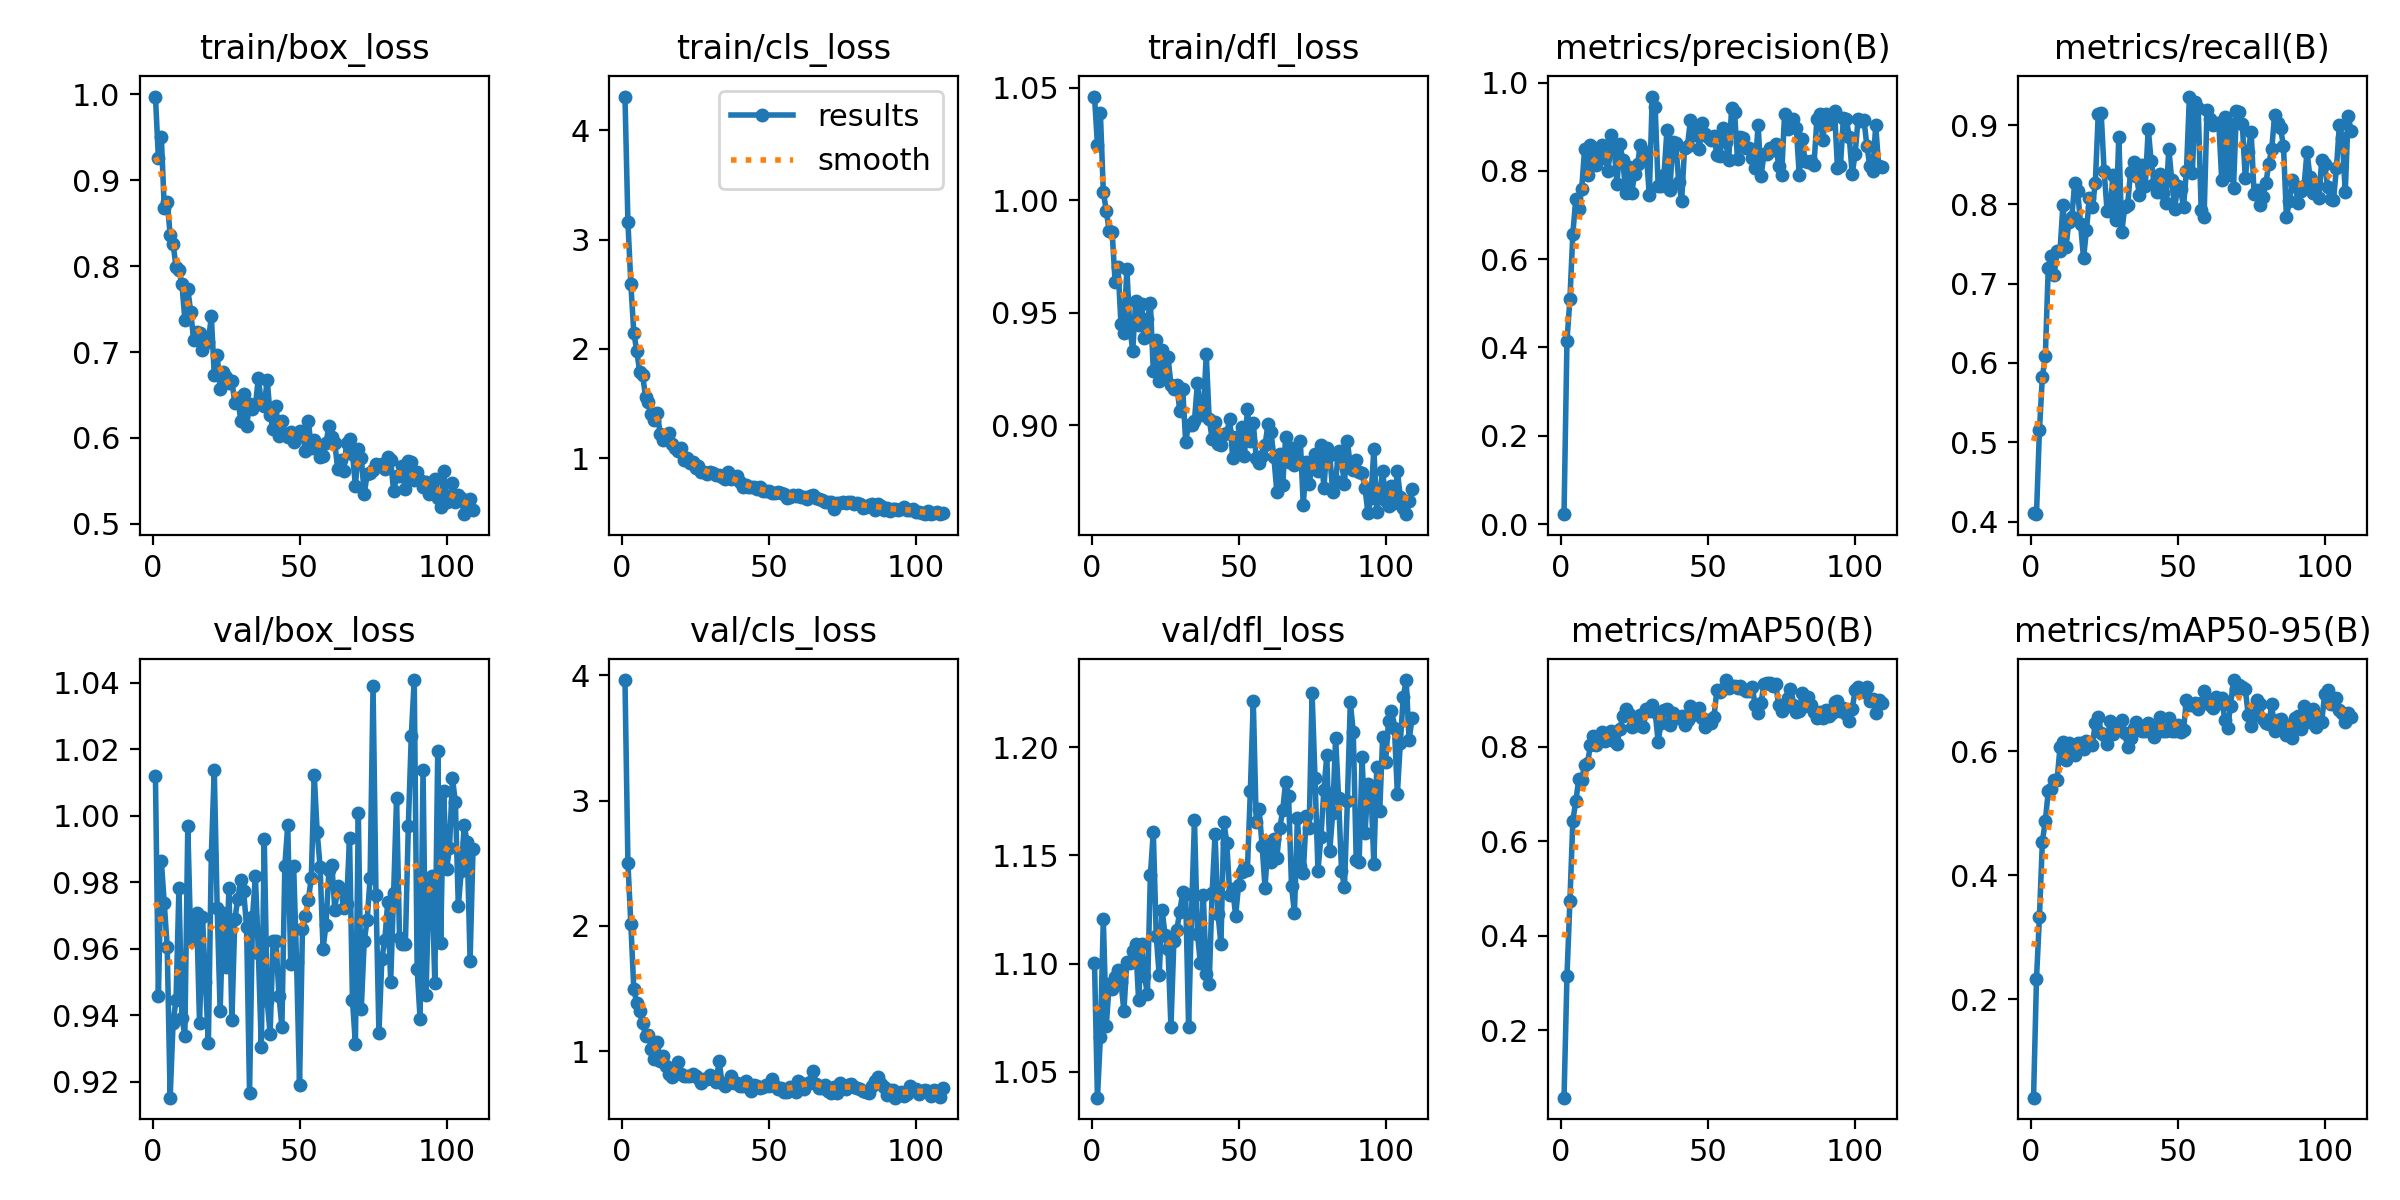 train/box_loss
1.0
0.9
0.8
0.7
0.6
0.5
0 50 100
train/cls_loss
results
smooth
4
3
2
1
0 50 100
train/dfl_loss
1.05
1.00
0.95
0.90
0 50 100
metrics/precision(B)
1.0
0.8
0.6
0.4
0.2
0.0
0 50 100
metrics/recall(B)
0.9
0.8
0.7
0.6
0.5
0.4
0 50 100
val/box_loss
1.04
1.02
1.00
0.98
0.96
0.94
0.92
0 50 100
val/cls_loss
4
3
2
1
0 50 100
val/dfl_loss
1.20
1.15
1.10
1.05
0 50 100
metrics/mAP50(B)
0.8
0.6
0.4
0.2
0 50 100
metrics/mAP50-95(B)
0.6
0.4
0.2
0 50 100